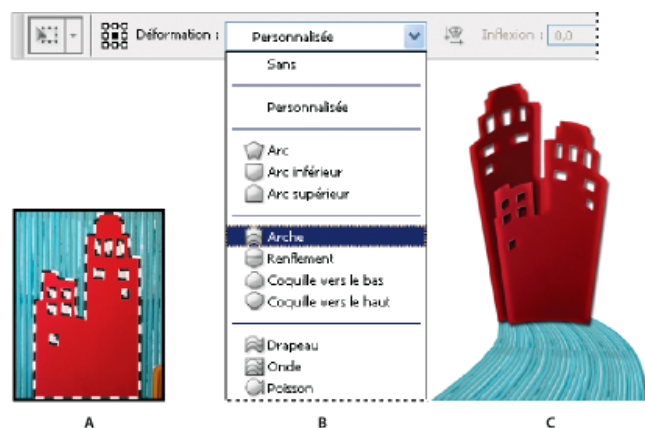 Déformation : Personnalisée Inflexion : 0,0
Sans
Personnalisée
Arc
Arc inférieur
Arc supérieur
Arche
Renflement
Coquille vers le bas
Coquille vers le haut
Drapeau
Onde
Poisson
A B C